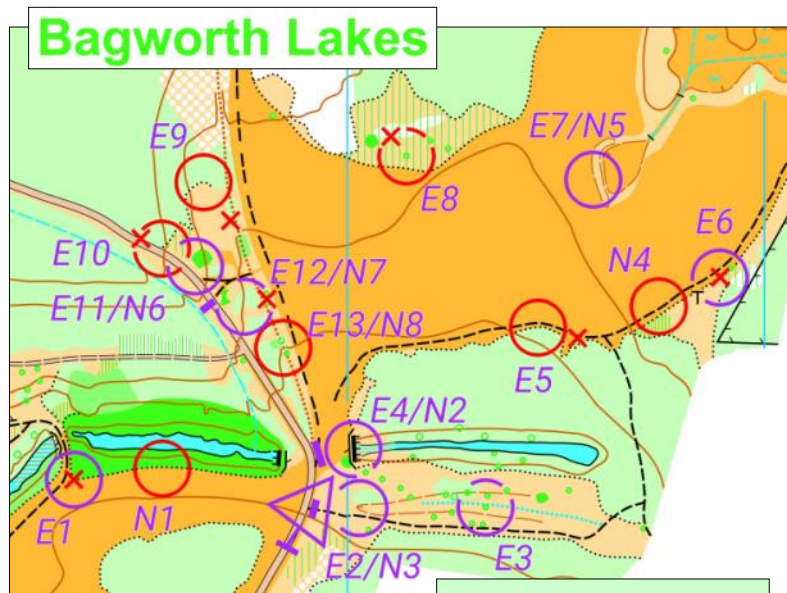 Bagworth Lakes
E9
E7/N5
E8
E6
E10
E12/N7
N4
E11/N6
E13/N8
E5
E4/N2
E1
N1
E3
E2/N3